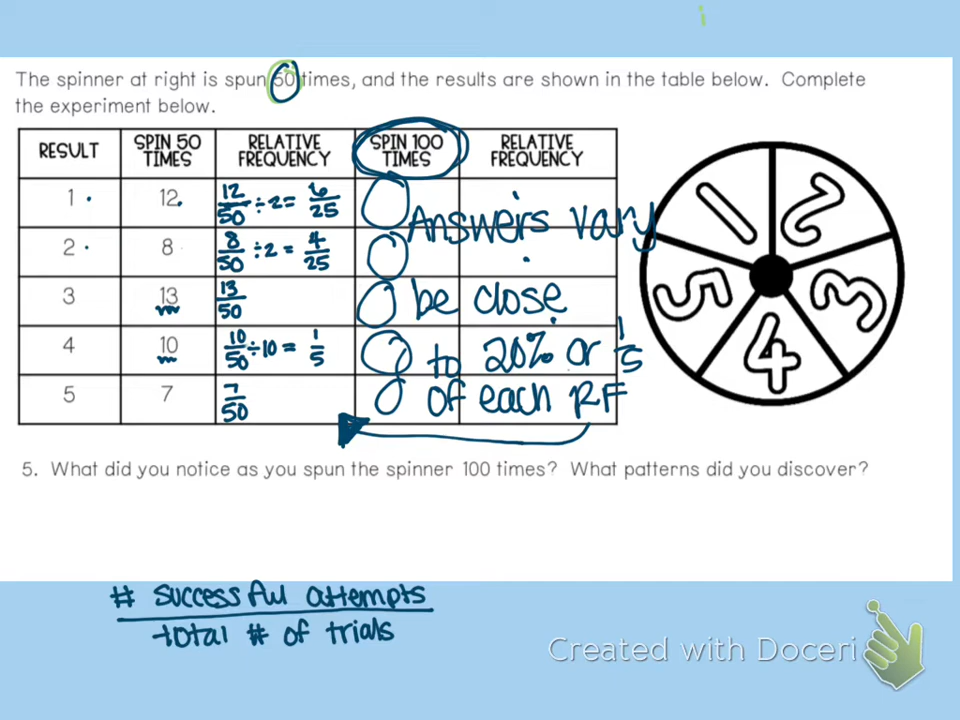 The spinner at right is spun 50 times, and the results are shown in the table below. Complete
the experiment below.
RESULT SPIN 50 TIMES RELATIVE FREQUENCY SPIN 100 TIMES RELATIVE FREQUENCY
1 12 12/50 ÷2= 6/25
2 8 8/50 ÷2= 4/25
3 13 13/50
4 10 10/50 ÷10= 1/5
5 7 7/50
Answers vary
be close
to 20% or 1/5
of each RF
1
2
3
4
5
5. What did you notice as you spun the spinner 100 times? What patterns did you discover?
# successful attempts
total # of trials
Created with Doceri